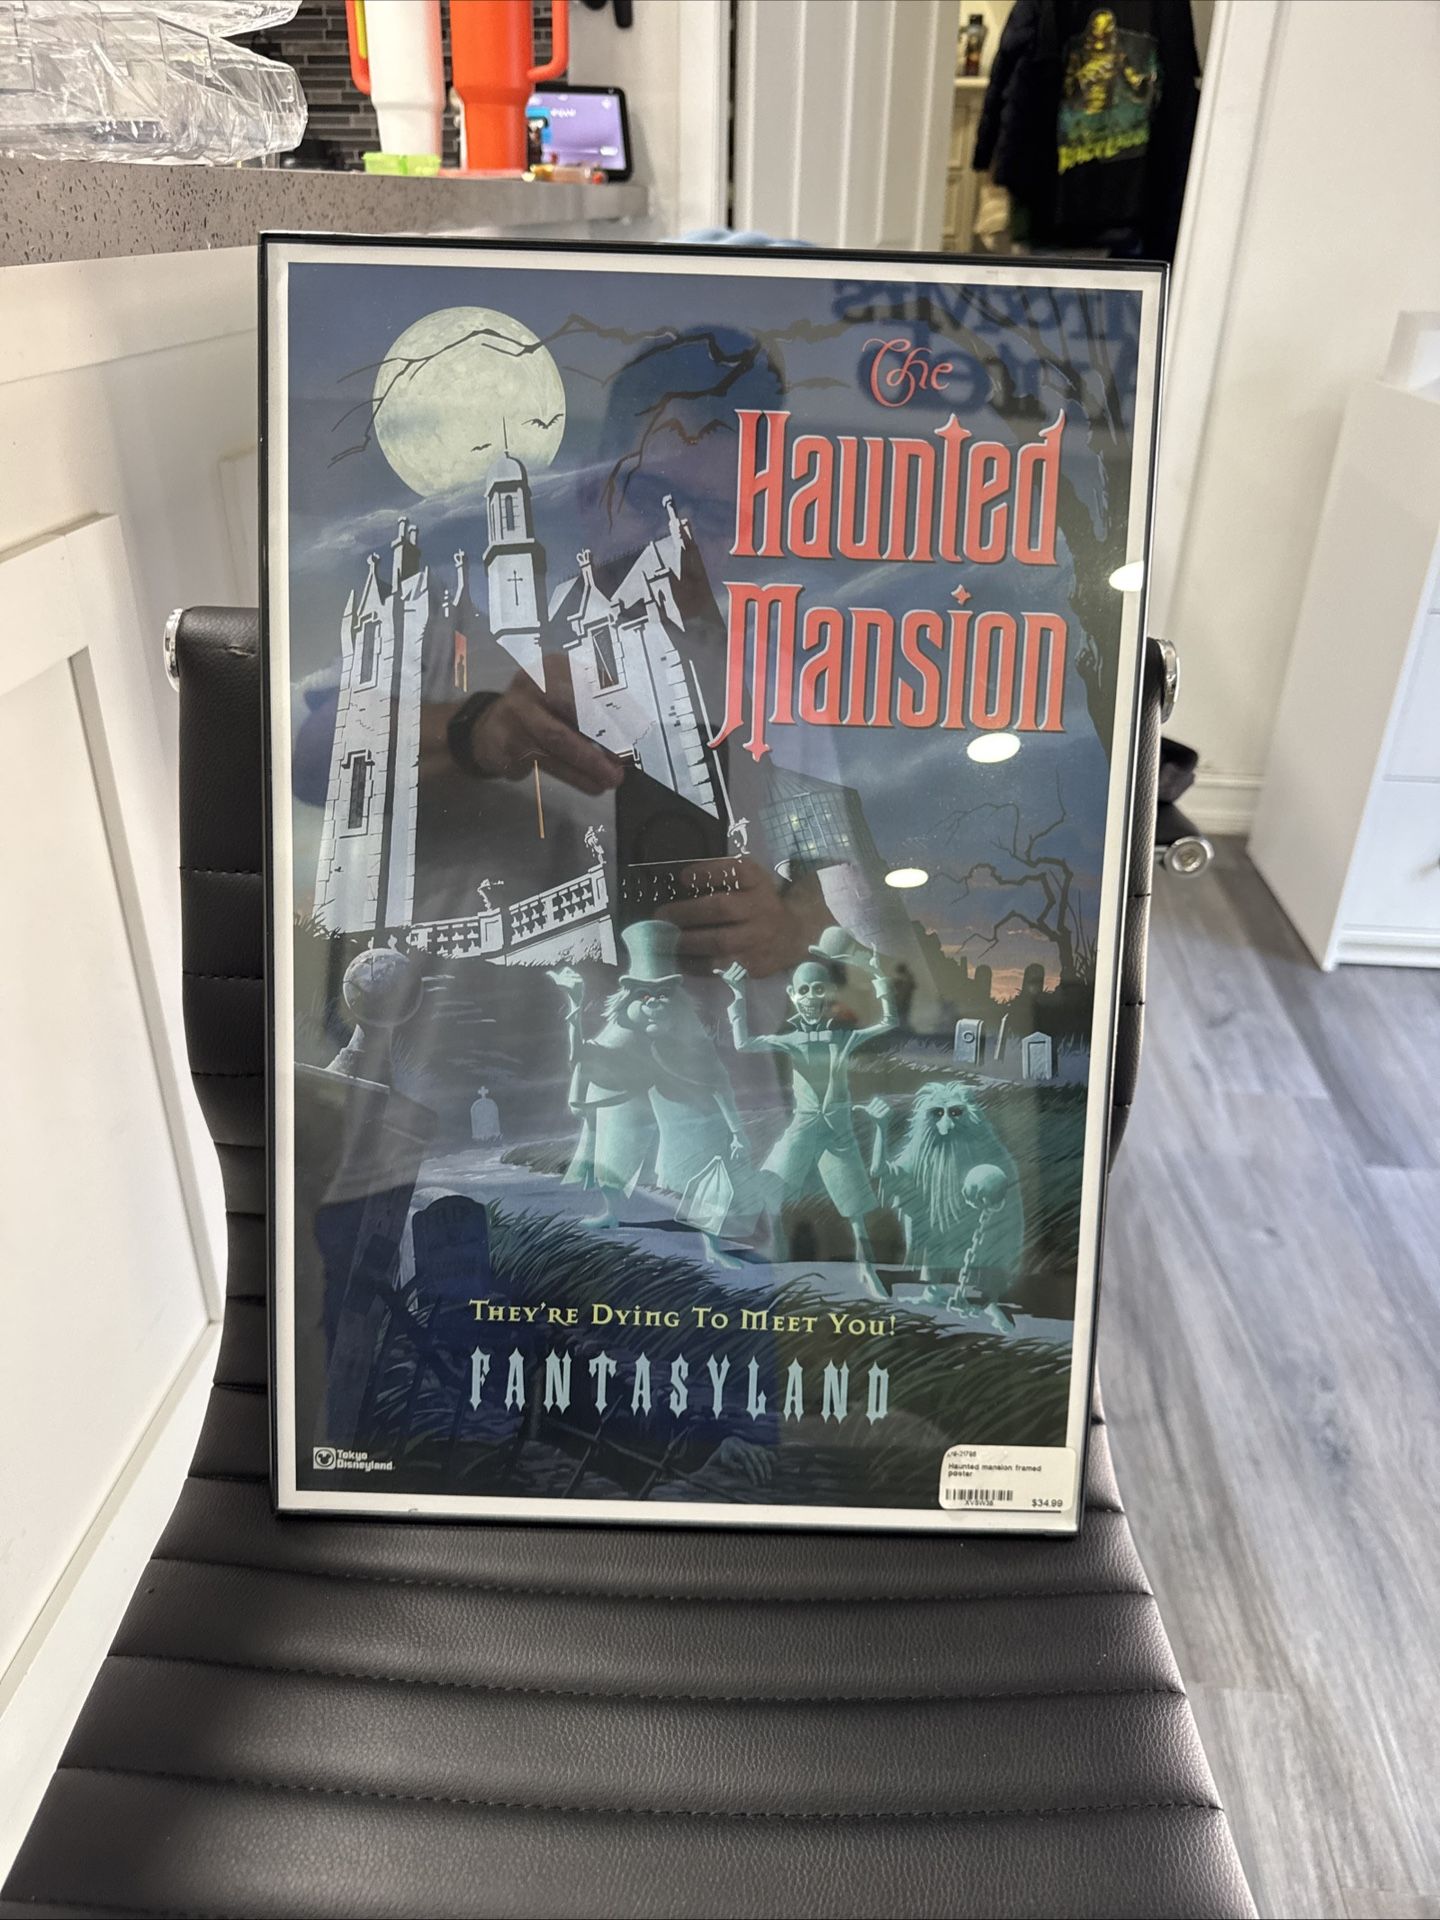 The
Haunted
Mansion
THEY'RE DYING TO MEET YOU!
FANTASYLAND
Tokyo
Disneyland
Haunted mansion framed
poster
$34.99